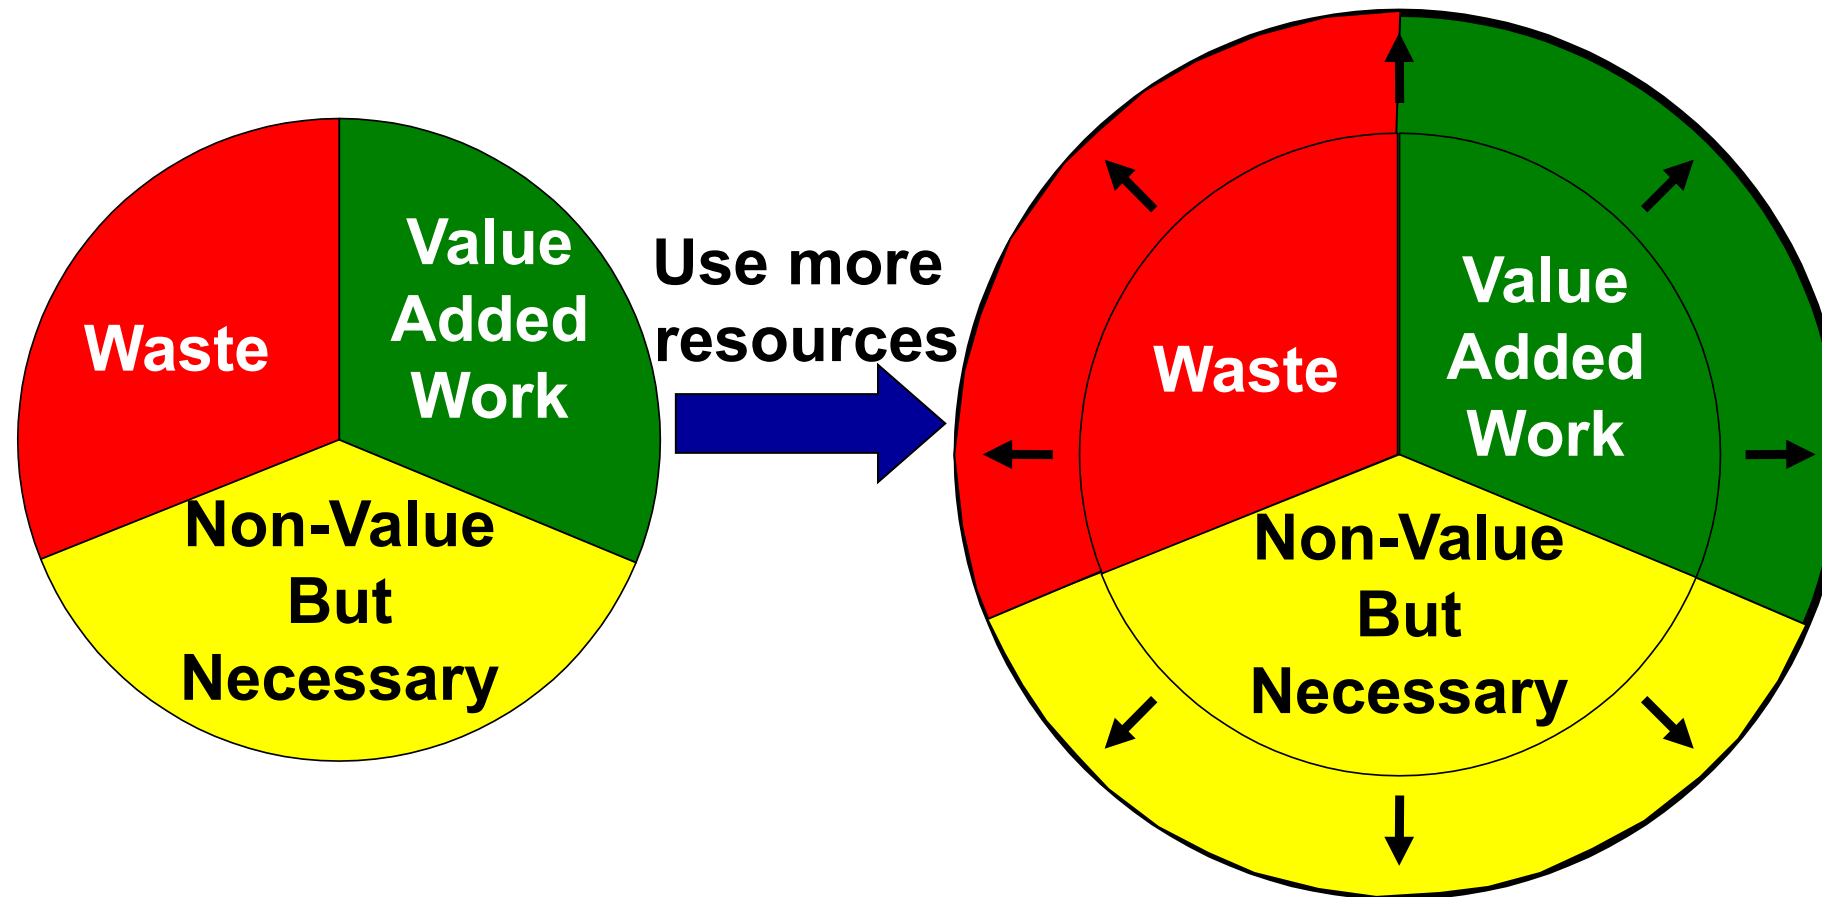 Waste
Value
Added
Work
Non-Value
But
Necessary
Use more
resources
Waste
Value
Added
Work
Non-Value
But
Necessary